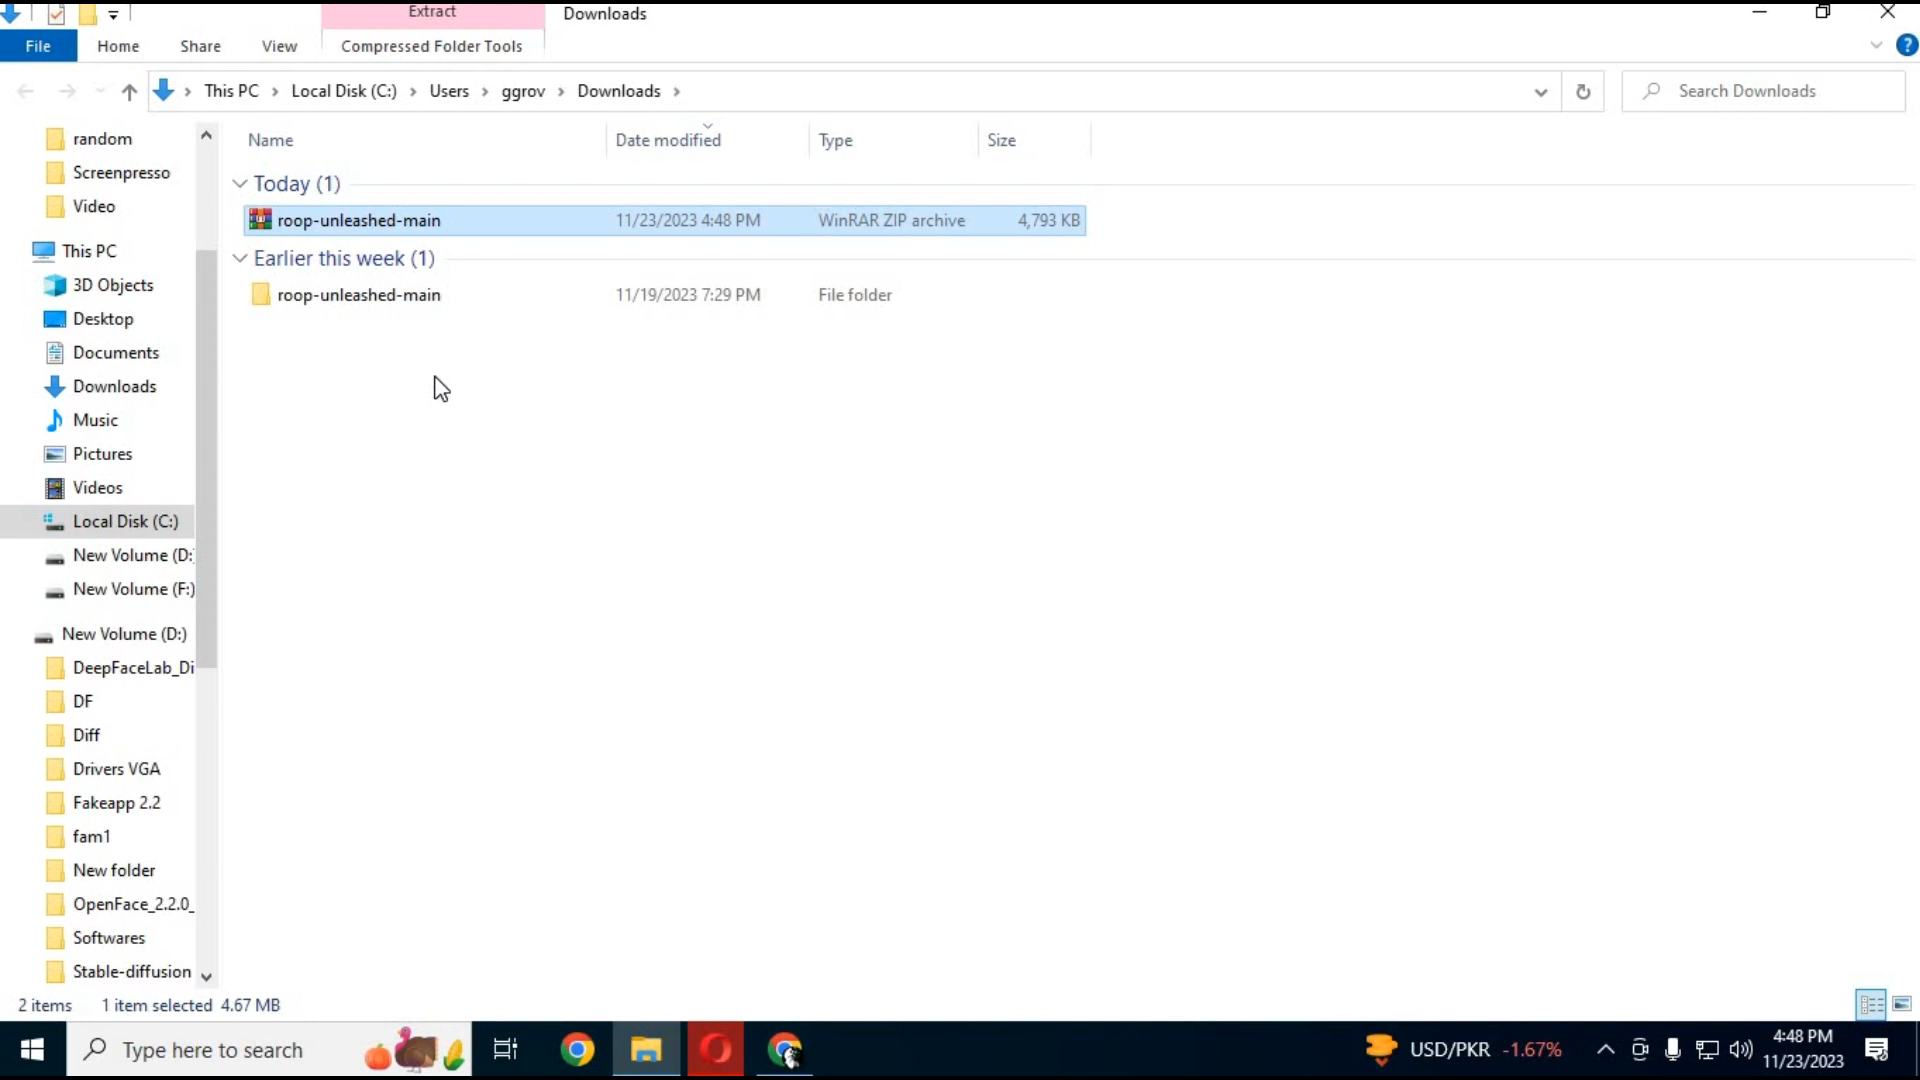 Extract
Downloads
File
Home
Share
View
Compressed Folder Tools
This PC
Local Disk (C:)
Users
ggrov
Downloads
Search Downloads
Name
Date modified
Type
Size
Today (1)
roop-unleashed-main 11/23/2023 4:48 PM WinRAR ZIP archive 4,793 KB
Earlier this week (1)
roop-unleashed-main 11/19/2023 7:29 PM File folder
random
Screenpresso
Video
This PC
3D Objects
Desktop
Documents
Downloads
Music
Pictures
Videos
Local Disk (C:)
New Volume (D:
New Volume (F:)
New Volume (D:)
DeepFaceLab_Di
DF
Diff
Drivers VGA
Fakeapp 2.2
fam1
New folder
OpenFace_2.2.0_
Softwares
Stable-diffusion
2 items 1 item selected 4.67 MB
Type here to search
USD/PKR -1.67%
4:48 PM
11/23/2023